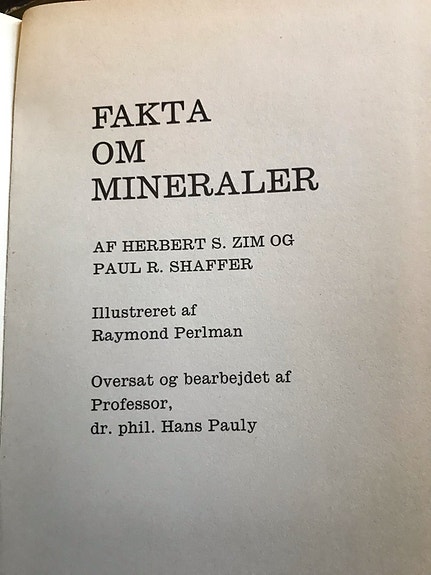 FAKTA
OM
MINERALER
AF HERBERT S. ZIM OG
PAUL R. SHAFFER
Illustreret af
Raymond Perlman
Oversat og bearbejdet af
Professor,
dr. phil. Hans Pauly